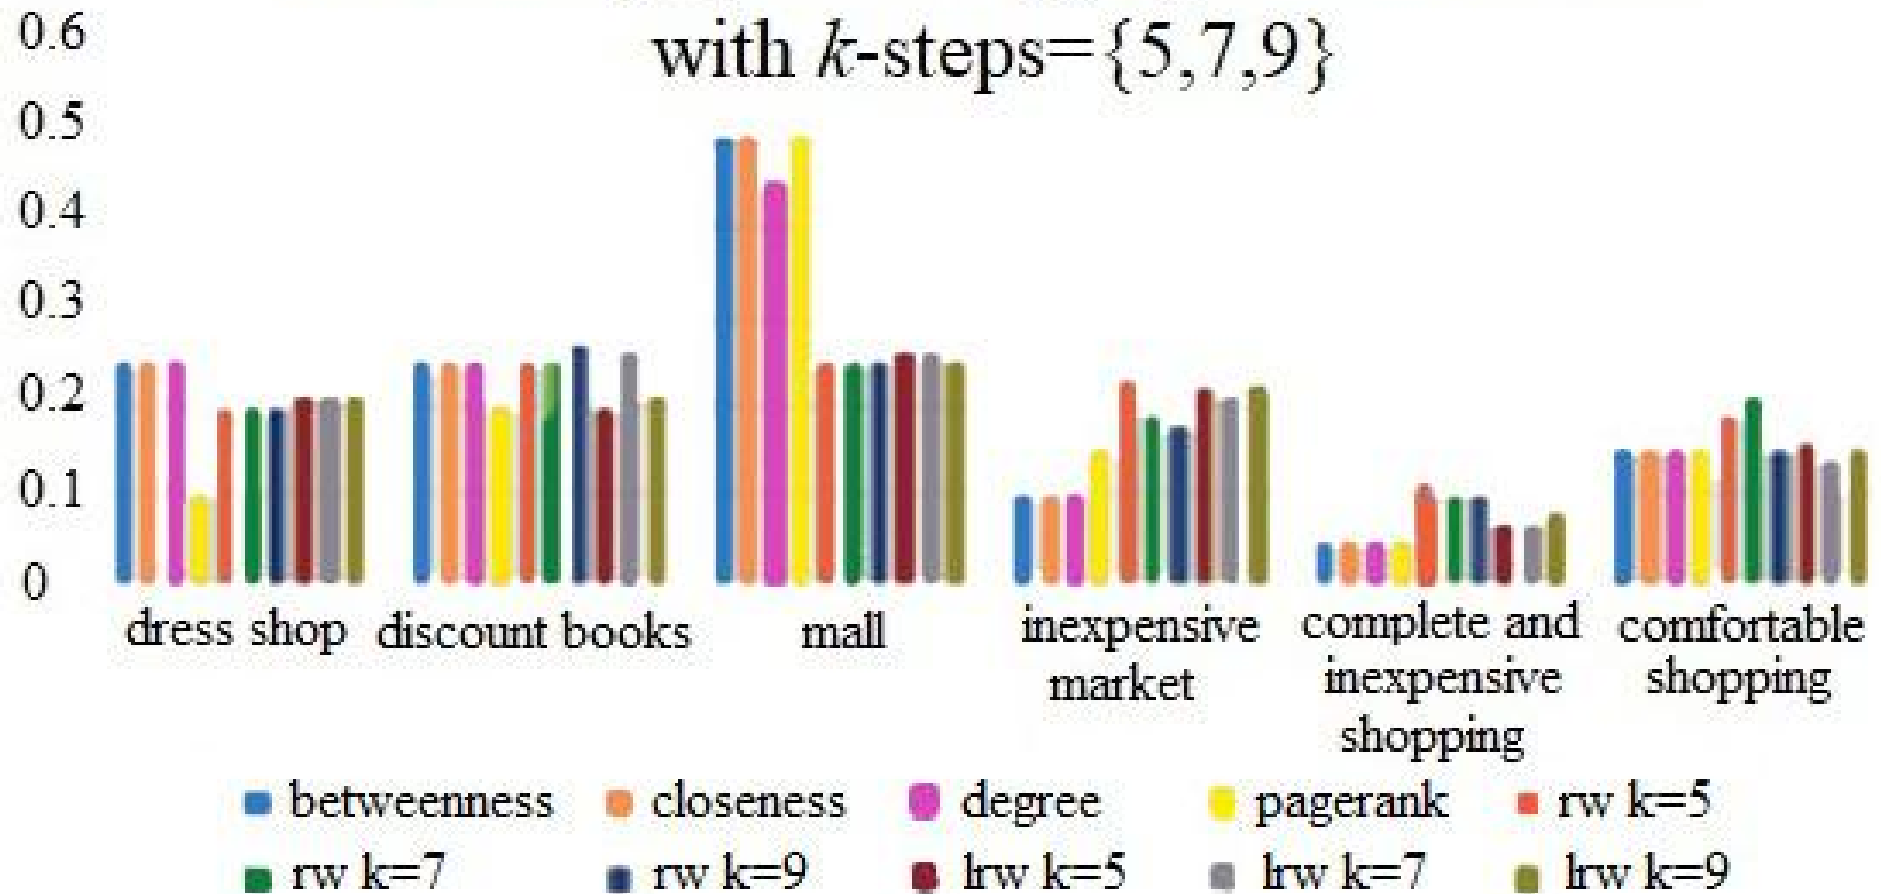 with k-steps={5,7,9}
0.6
0.5
0.4
0.3
0.2
0.1
0
dress shop
discount books
mall
inexpensive
market
complete and
inexpensive
shopping
comfortable
shopping
betweenness closeness degree pagerank rw k=5
rw k=7 rw k=9 lrw k=5 lrw k=7 lrw k=9